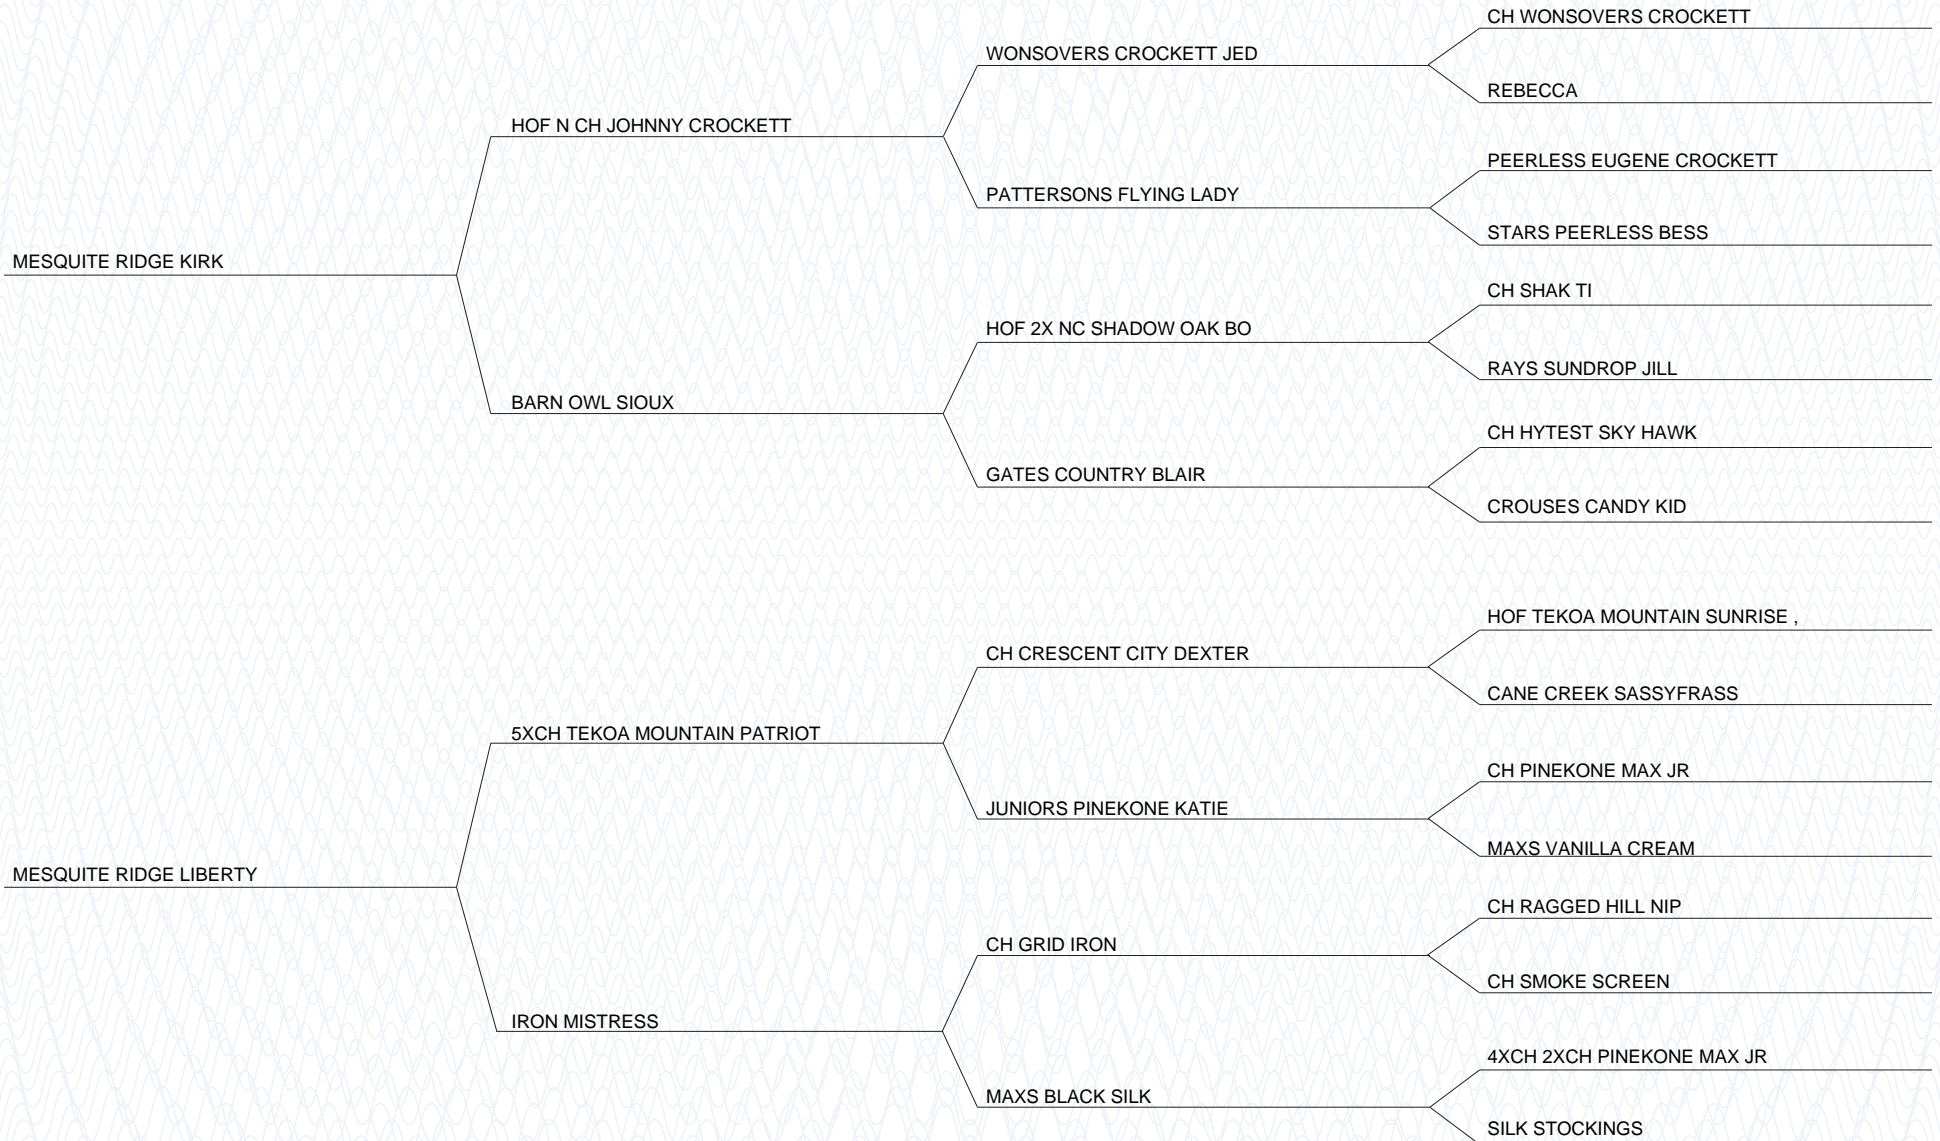 CH WONSOVERS CROCKETT
WONSOVERS CROCKETT JED
REBECCA
HOF N CH JOHNNY CROCKETT
PEERLESS EUGENE CROCKETT
PATTERSONS FLYING LADY
STARS PEERLESS BESS
MESQUITE RIDGE KIRK
CH SHAK TI
HOF 2X NC SHADOW OAK BO
RAYS SUNDROP JILL
BARN OWL SIOUX
CH HYTEST SKY HAWK
GATES COUNTRY BLAIR
CROUSES CANDY KID
HOF TEKOA MOUNTAIN SUNRISE ,
CH CRESCENT CITY DEXTER
CANE CREEK SASSYFRASS
5XCH TEKOA MOUNTAIN PATRIOT
CH PINEKONE MAX JR
JUNIORS PINEKONE KATIE
MAXS VANILLA CREAM
MESQUITE RIDGE LIBERTY
CH RAGGED HILL NIP
CH GRID IRON
CH SMOKE SCREEN
IRON MISTRESS
4XCH 2XCH PINEKONE MAX JR
MAXS BLACK SILK
SILK STOCKINGS